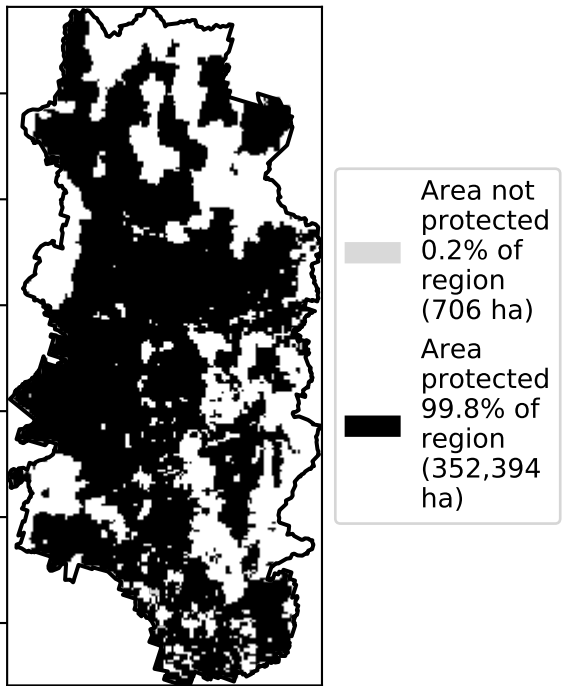 Area not
protected
0.2% of
region
(706 ha)
Area
protected
99.8% of
region
(352,394
ha)